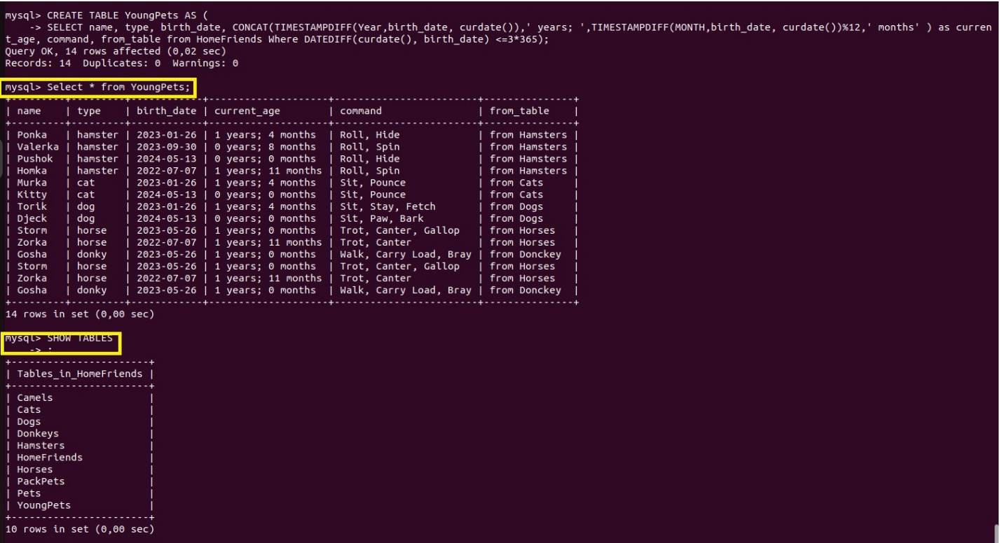 mysql> CREATE TABLE YoungPets AS (
    -> SELECT name, type, birth_date, CONCAT(TIMESTAMPDIFF(Year,birth_date, curdate()),' years; ',TIMESTAMPDIFF(MONTH,birth_date, curdate())%12,' months' ) as curren
t_age, command, from_table from HomeFriends Where DATEDIFF(curdate(), birth_date) <=3*365);
Query OK, 14 rows affected (0,02 sec)
Records: 14  Duplicates: 0  Warnings: 0
mysql> Select * from YoungPets;
+---------+---------+------------+---------------------+------------------------+---------------+
| name    | type    | birth_date | current_age         | command                | from_table    |
+---------+---------+------------+---------------------+------------------------+---------------+
| Ponka   | hamster | 2023-01-26 | 1 years; 4 months   | Roll, Hide             | from Hamsters |
| Valerka | hamster | 2023-09-30 | 0 years; 8 months   | Roll, Spin             | from Hamsters |
| Pushok  | hamster | 2024-05-13 | 0 years; 0 months   | Roll, Hide             | from Hamsters |
| Homka   | hamster | 2022-07-07 | 1 years; 11 months  | Roll, Spin             | from Hamsters |
| Murka   | cat     | 2023-01-26 | 1 years; 4 months   | Sit, Pounce            | from Cats     |
| Kitty   | cat     | 2024-05-13 | 0 years; 0 months   | Sit, Pounce            | from Cats     |
| Torik   | dog     | 2023-01-26 | 1 years; 4 months   | Sit, Stay, Fetch       | from Dogs     |
| Djeck   | dog     | 2024-05-13 | 0 years; 0 months   | Sit, Paw, Bark         | from Dogs     |
| Storm   | horse   | 2023-05-26 | 1 years; 0 months   | Trot, Canter, Gallop   | from Horses   |
| Zorka   | horse   | 2022-07-07 | 1 years; 11 months  | Trot, Canter           | from Horses   |
| Gosha   | donky   | 2023-05-26 | 1 years; 0 months   | Walk, Carry Load, Bray | from Donckey  |
| Storm   | horse   | 2023-05-26 | 1 years; 0 months   | Trot, Canter, Gallop   | from Horses   |
| Zorka   | horse   | 2022-07-07 | 1 years; 11 months  | Trot, Canter           | from Horses   |
| Gosha   | donky   | 2023-05-26 | 1 years; 0 months   | Walk, Carry Load, Bray | from Donckey  |
+---------+---------+------------+---------------------+------------------------+---------------+
14 rows in set (0,00 sec)
mysql> SHOW TABLES
    -> ;
+-----------------------+
| Tables_in_HomeFriends |
+-----------------------+
| Camels                |
| Cats                  |
| Dogs                  |
| Donkeys               |
| Hamsters              |
| HomeFriends           |
| Horses                |
| PackPets              |
| Pets                  |
| YoungPets             |
+-----------------------+
10 rows in set (0,00 sec)